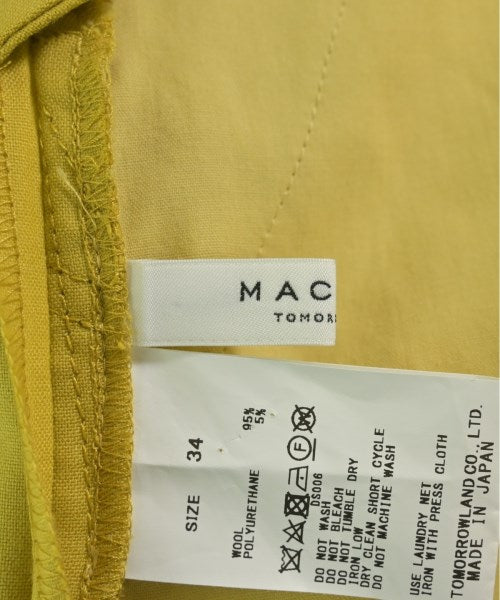 MAC
TOMOR
SIZE 34
WOOL 95%
POLYURETHANE 5%
DS006
DO NOT WASH
DO NOT BLEACH
DO NOT TUMBLE DRY
IRON LOW
DRY CLEAN SHORT CYCLE
DO NOT MACHINE WASH
USE LAUNDRY NET
IRON WITH PRESS CLOTH
TOMORROWLAND CO., LTD.
MADE IN JAPAN